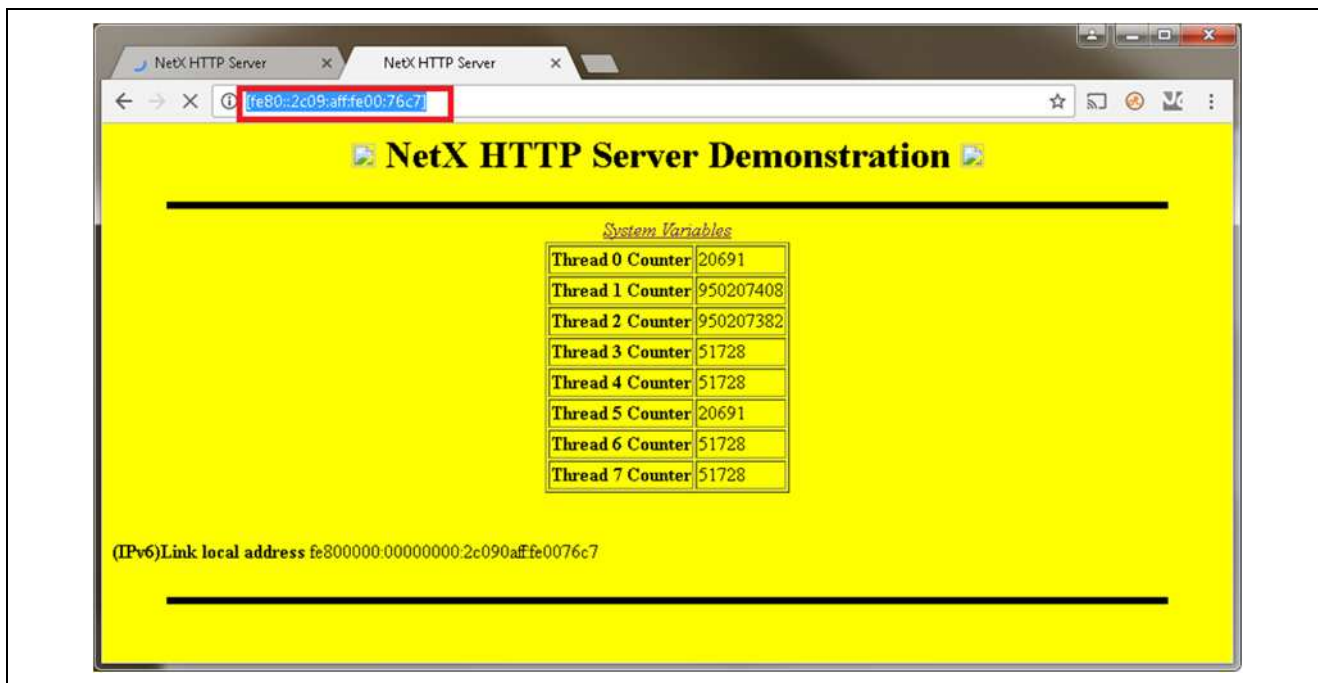 NetX HTTP Server
NetX HTTP Server
[fe80::2c09:aff:fe00:76c7]
NetX HTTP Server Demonstration
System Variables
Thread 0 Counter 20691
Thread 1 Counter 950207408
Thread 2 Counter 950207382
Thread 3 Counter 51728
Thread 4 Counter 51728
Thread 5 Counter 20691
Thread 6 Counter 51728
Thread 7 Counter 51728
(IPv6)Link local address fe800000:00000000:2c090aff:fe0076c7